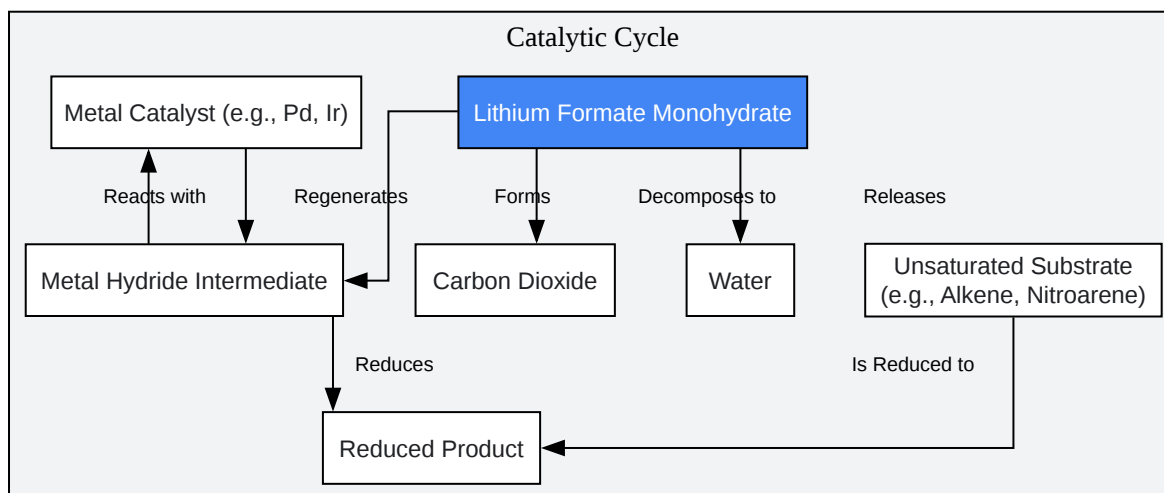 Catalytic Cycle
Metal Catalyst (e.g., Pd, Ir)
Lithium Formate Monohydrate
Reacts with
Regenerates
Forms
Decomposes to
Releases
Metal Hydride Intermediate
Carbon Dioxide
Water
Unsaturated Substrate
(e.g., Alkene, Nitroarene)
Reduces
Is Reduced to
Reduced Product